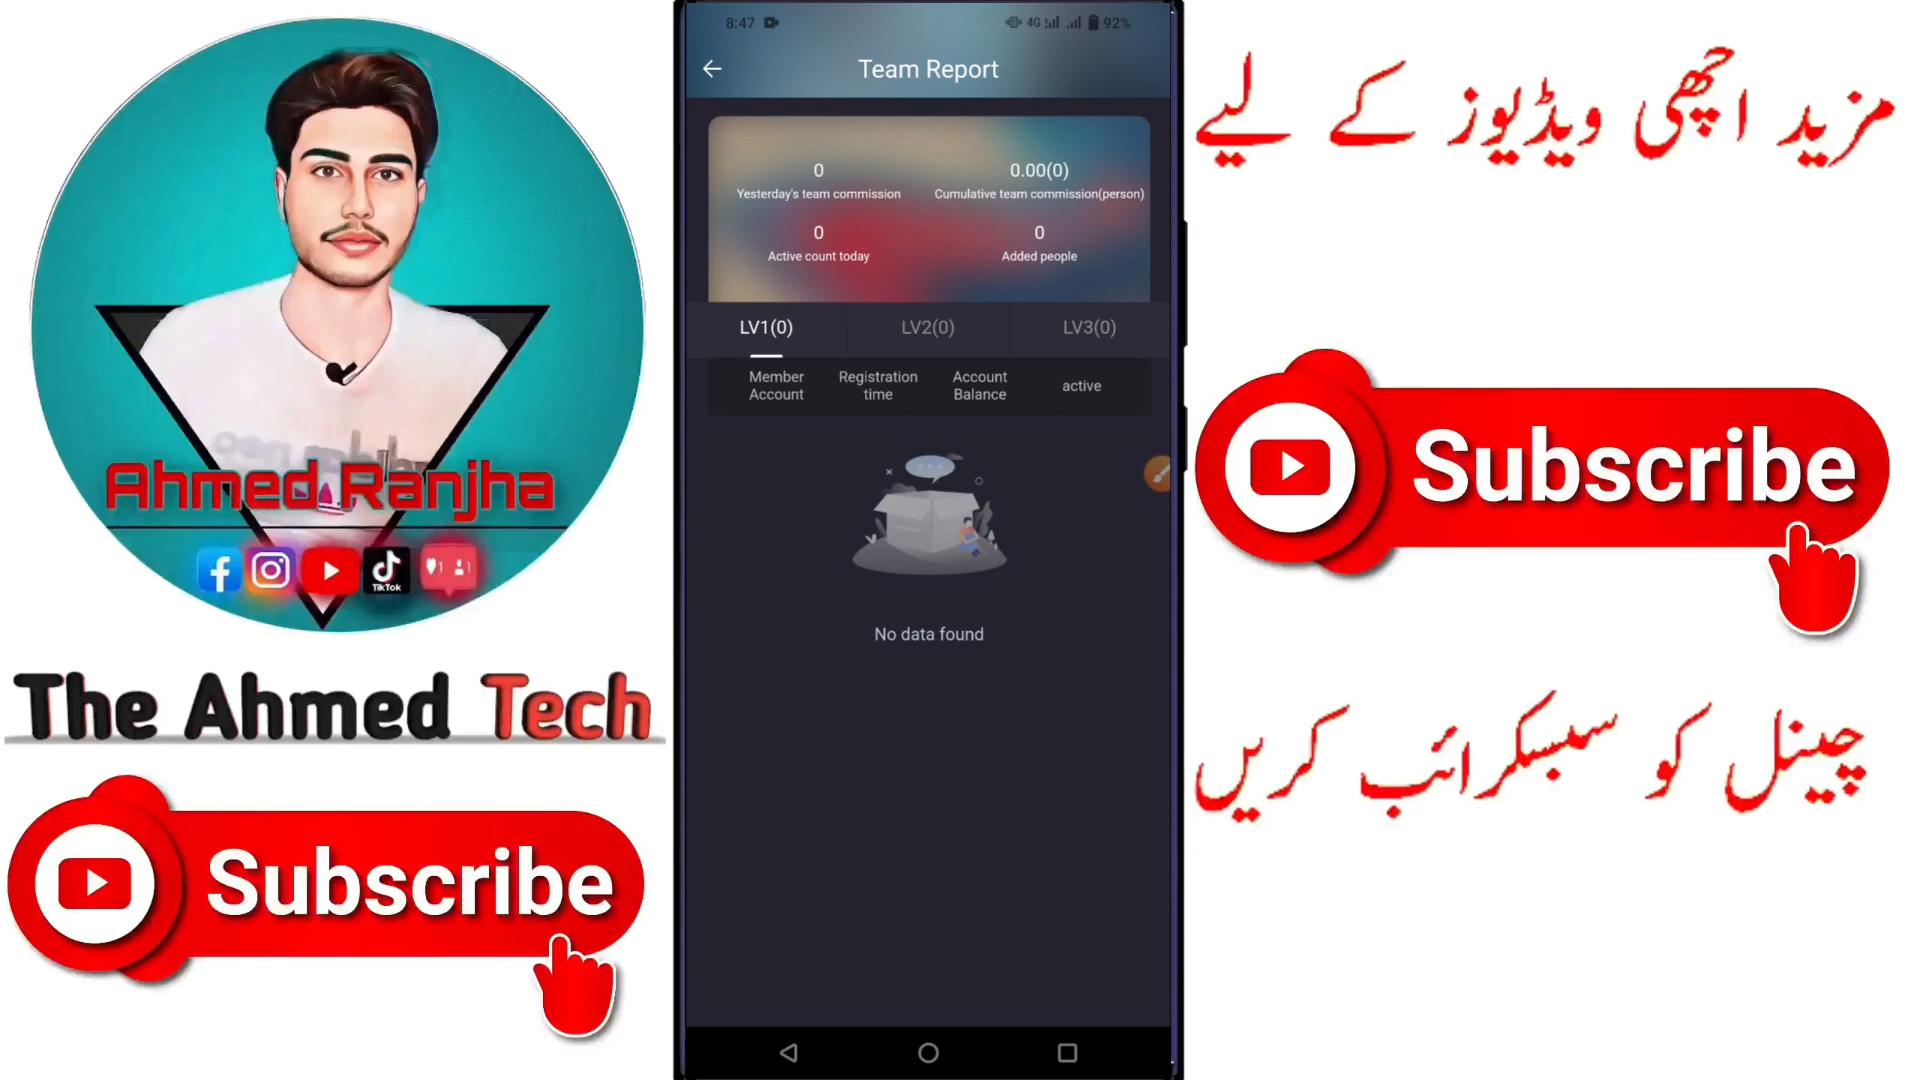 Ahmed Ranjha
TikTok
1 1
The Ahmed Tech
Subscribe
8:47
4G
92%
Team Report
0
Yesterday's team commission
0.00(0)
Cumulative team commission(person)
0
Active count today
0
Added people
LV1(0)
LV2(0)
LV3(0)
Member
Account
Registration
time
Account
Balance
active
No data found
مزید اچھی ویڈیوز کے لیے
Subscribe
چینل کو سبسکرائب کریں